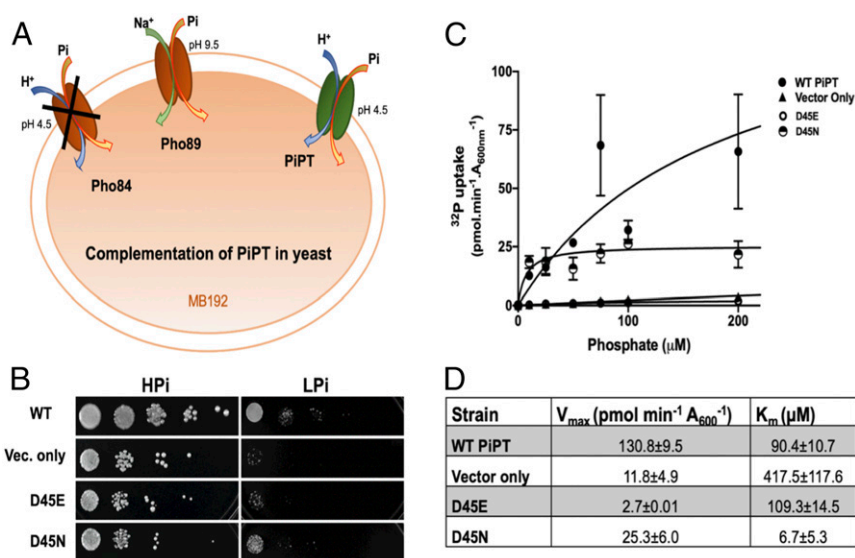 A
Na⁺
Pi
pH 9.5
H⁺
Pi
Pi
H⁺
pH 4.5
pH 4.5
Pho89
PiPT
Pho84
Complementation of PiPT in yeast
MB192
B
HPi
LPi
WT
Vec. only
D45E
D45N
C
³²P uptake
(pmol.min⁻¹.A₆₀₀ₙₘ⁻¹)
100
75
50
25
0
0
100
200
Phosphate (μM)
WT PiPT
Vector Only
D45E
D45N
D
Strain Vₘₐₓ (pmol min⁻¹ A₆₀₀⁻¹) Kₘ (μM)
WT PiPT 130.8±9.5 90.4±10.7
Vector only 11.8±4.9 417.5±117.6
D45E 2.7±0.01 109.3±14.5
D45N 25.3±6.0 6.7±5.3